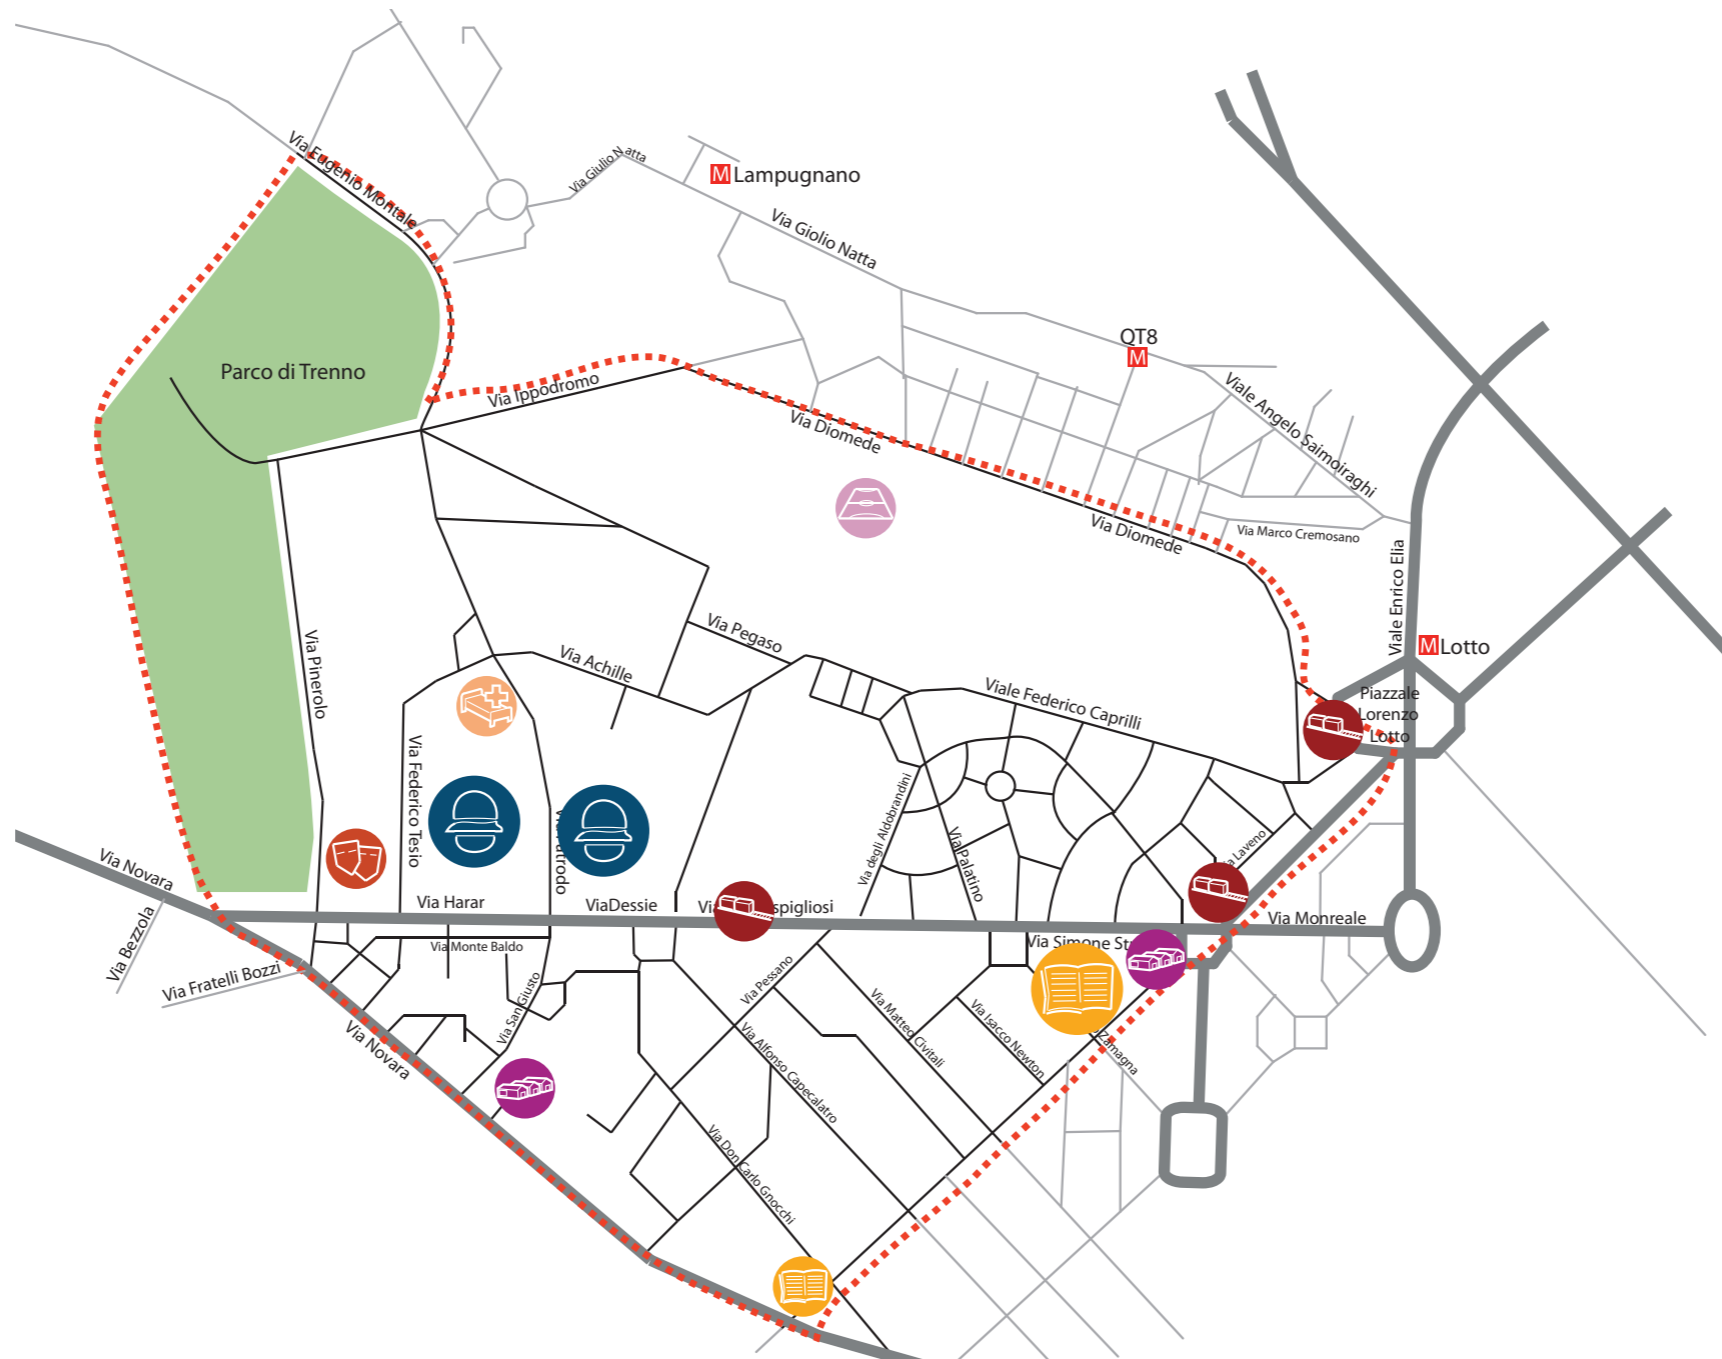 Via Eugenio Montale
Via Giulio Natta
M Lampugnano
Via Giolio Natta
QT8
M
Parco di Trenno
Via Ippodromo
Via Diomede
Viale Angelo Saimoiraghi
Via Diomede
Via Marco Cremosano
Viale Enrico Elia
M Lotto
Piazzale
Lorenzo
Lotto
Via Pinerolo
Via Achille
Via Pegaso
Viale Federico Caprilli
Via Federico Tesio
Via degli Aldobrandini
Via Palatino
Laveno
Via Novara
Via Bezzola
Via Fratelli Bozzi
Via Harar
ViaDessie
Via Monreale
Via Monte Baldo
Via Simone
Via San Giusto
Via Pessano
Via Novara
Via Matteo Civitali
Via Isacco Newton
Via Alfonso Capecalatro
Via Don Carlo Gnocchi